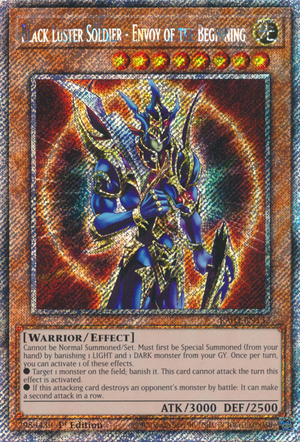 Black Luster Soldier - Envoy of the Beginning
[WARRIOR/EFFECT]
Cannot be Normal Summoned/Set. Must first be Special Summoned (from your
hand) by banishing 1 LIGHT and 1 DARK monster from your GY. Once per turn,
you can activate 1 of these effects.
● Target 1 monster on the field; banish it. This card cannot attack the turn this
effect is activated.
● If this attacking card destroys an opponent's monster by battle: It can make
a second attack in a row.
ATK/3000 DEF/2500
1st Edition